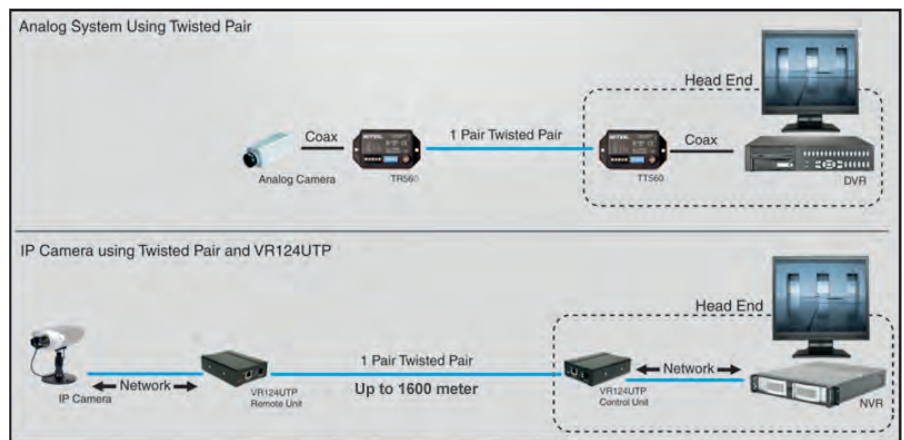 Analog System Using Twisted Pair
Head End
Coax
1 Pair Twisted Pair
Coax
Analog Camera
TR560
TT560
DVR
IP Camera using Twisted Pair and VR124UTP
Head End
1 Pair Twisted Pair
Network
Network
Up to 1600 meter
IP Camera
VR124UTP
Remote Unit
VR124UTP
Control Unit
NVR